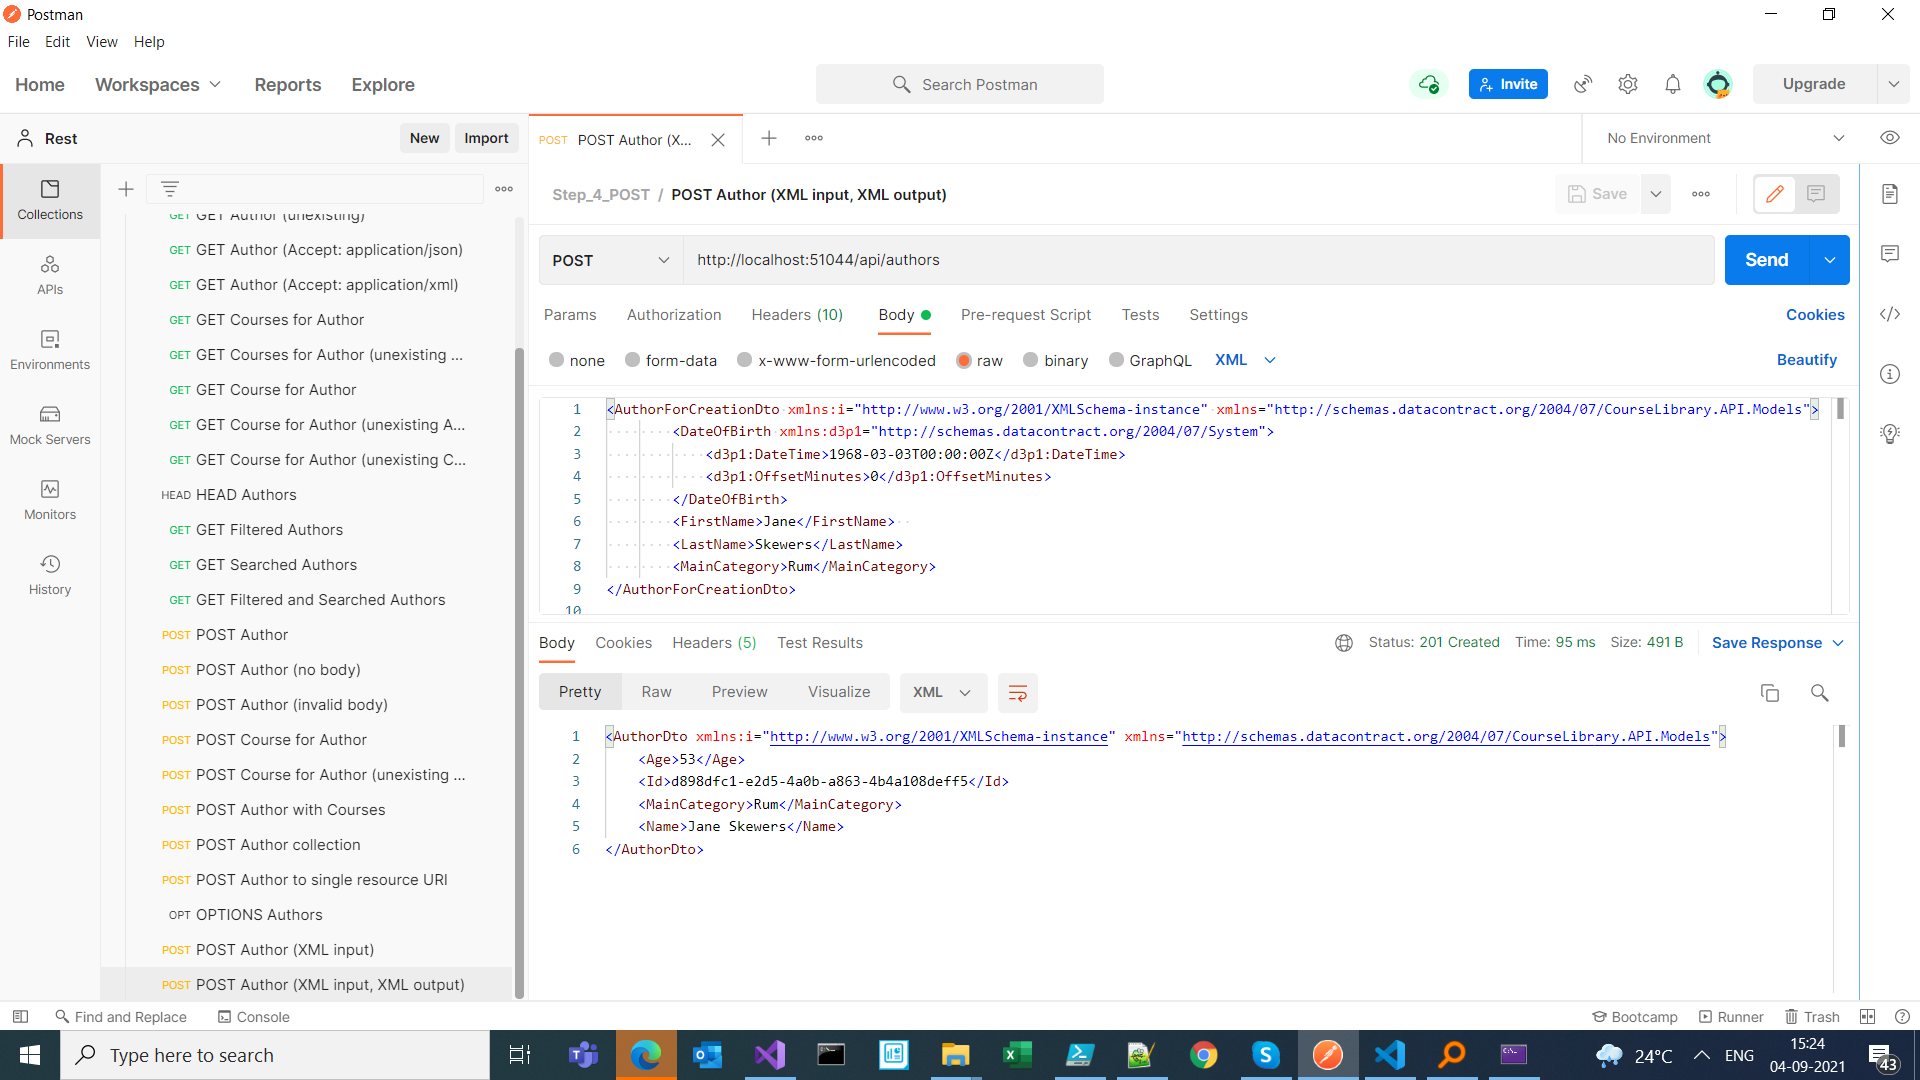 Postman
File Edit View Help
Home Workspaces Reports Explore
Search Postman
Invite
Upgrade
Rest
New Import
POST POST Author (X...
No Environment
Collections
APIs
Environments
Mock Servers
Monitors
History
GET GET Author (unexisting)
GET GET Author (Accept: application/json)
GET GET Author (Accept: application/xml)
GET GET Courses for Author
GET GET Courses for Author (unexisting ...
GET GET Course for Author
GET GET Course for Author (unexisting A...
GET GET Course for Author (unexisting C...
HEAD HEAD Authors
GET GET Filtered Authors
GET GET Searched Authors
GET GET Filtered and Searched Authors
POST POST Author
POST POST Author (no body)
POST POST Author (invalid body)
POST POST Course for Author
POST POST Course for Author (unexisting ...
POST POST Author with Courses
POST POST Author collection
POST POST Author to single resource URI
OPT OPTIONS Authors
POST POST Author (XML input)
POST POST Author (XML input, XML output)
Step_4_POST / POST Author (XML input, XML output)
Save
POST http://localhost:51044/api/authors
Send
Params Authorization Headers (10) Body Pre-request Script Tests Settings
Cookies
none form-data x-www-form-urlencoded raw binary GraphQL XML
Beautify
1 <AuthorForCreationDto xmlns:i="http://www.w3.org/2001/XMLSchema-instance" xmlns="http://schemas.datacontract.org/2004/07/CourseLibrary.API.Models">
2 <DateOfBirth xmlns:d3p1="http://schemas.datacontract.org/2004/07/System">
3 <d3p1:DateTime>1968-03-03T00:00:00Z</d3p1:DateTime>
4 <d3p1:OffsetMinutes>0</d3p1:OffsetMinutes>
5 </DateOfBirth>
6 <FirstName>Jane</FirstName>
7 <LastName>Skewers</LastName>
8 <MainCategory>Rum</MainCategory>
9 </AuthorForCreationDto>
10
Body Cookies Headers (5) Test Results
Status: 201 Created Time: 95 ms Size: 491 B
Save Response
Pretty Raw Preview Visualize XML
1 <AuthorDto xmlns:i="http://www.w3.org/2001/XMLSchema-instance" xmlns="http://schemas.datacontract.org/2004/07/CourseLibrary.API.Models">
2 <Age>53</Age>
3 <Id>d898dfc1-e2d5-4a0b-a863-4b4a108deff5</Id>
4 <MainCategory>Rum</MainCategory>
5 <Name>Jane Skewers</Name>
6 </AuthorDto>
Find and Replace Console
Bootcamp Runner Trash
Type here to search
24°C ENG
15:24
04-09-2021
43